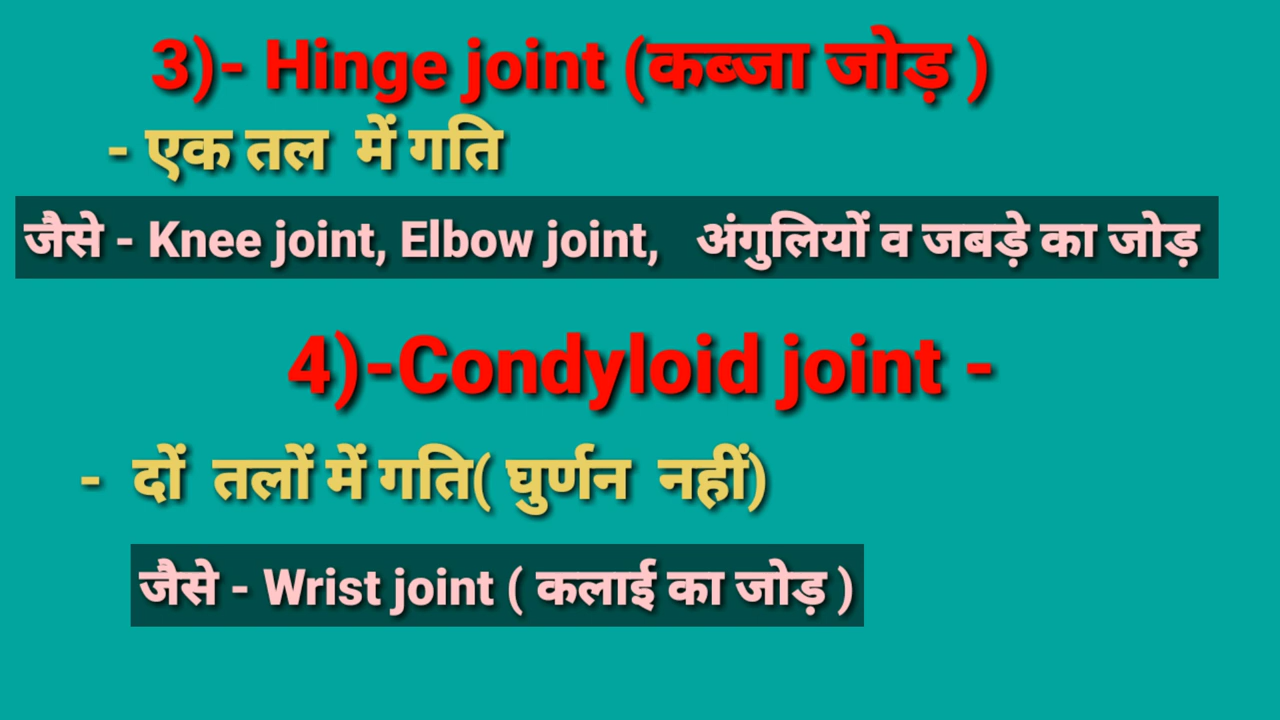 3)- Hinge joint (कब्जा जोड़ )
- एक तल में गति
जैसे - Knee joint, Elbow joint, अंगुलियों व जबड़े का जोड़
4)-Condyloid joint -
- दों तलों में गति( घुर्णन नहीं)
जैसे - Wrist joint ( कलाई का जोड़ )